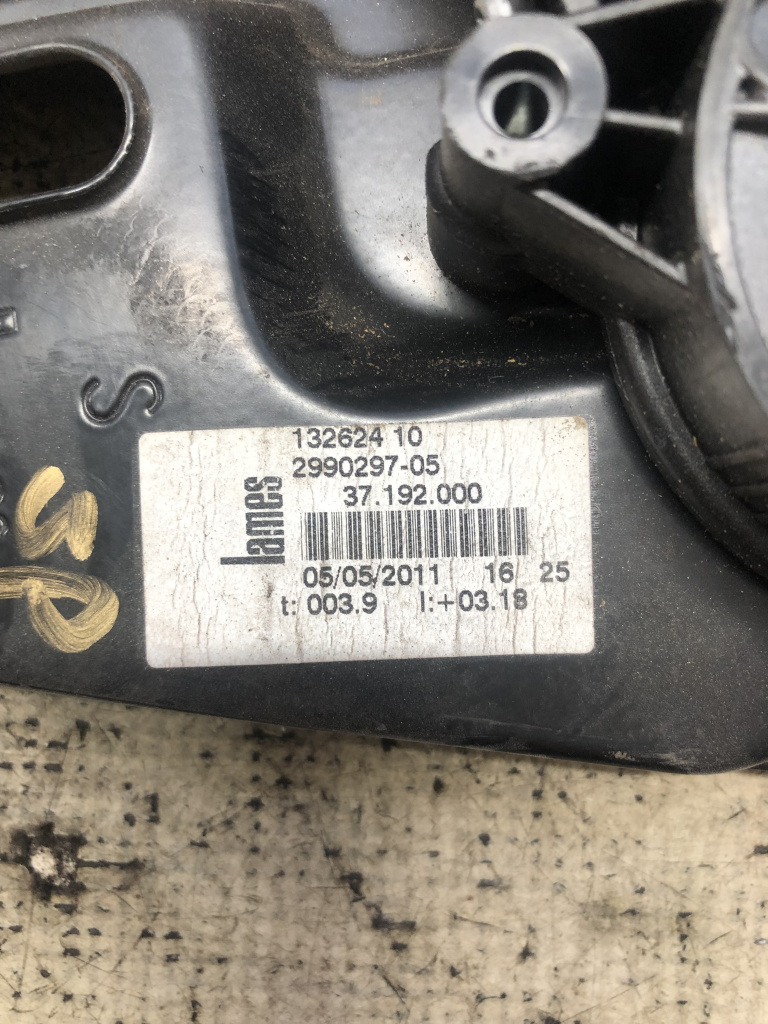 S
132624 10
2990297-05
37.192.000
lames
05/05/2011 16 25
t: 003.9 l:+03.18